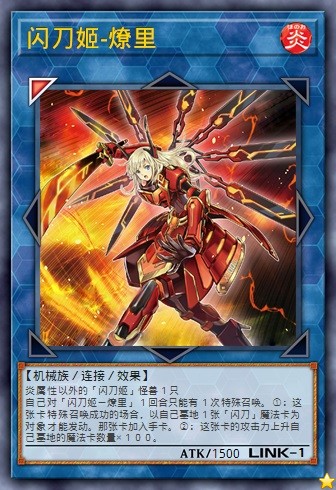 闪刀姬-燎里
ほのお
炎
【机械族/连接/效果】
炎属性以外的「闪刀姬」怪兽1只
自己对「闪刀姬-燎里」1回合只能有1次特殊召唤。①：这
张卡特殊召唤成功的场合，以自己墓地1张「闪刀」魔法卡为
对象才能发动。那张卡加入手卡。②：这张卡的攻击力上升自
己墓地的魔法卡数量×100。
ATK/1500 LINK-1